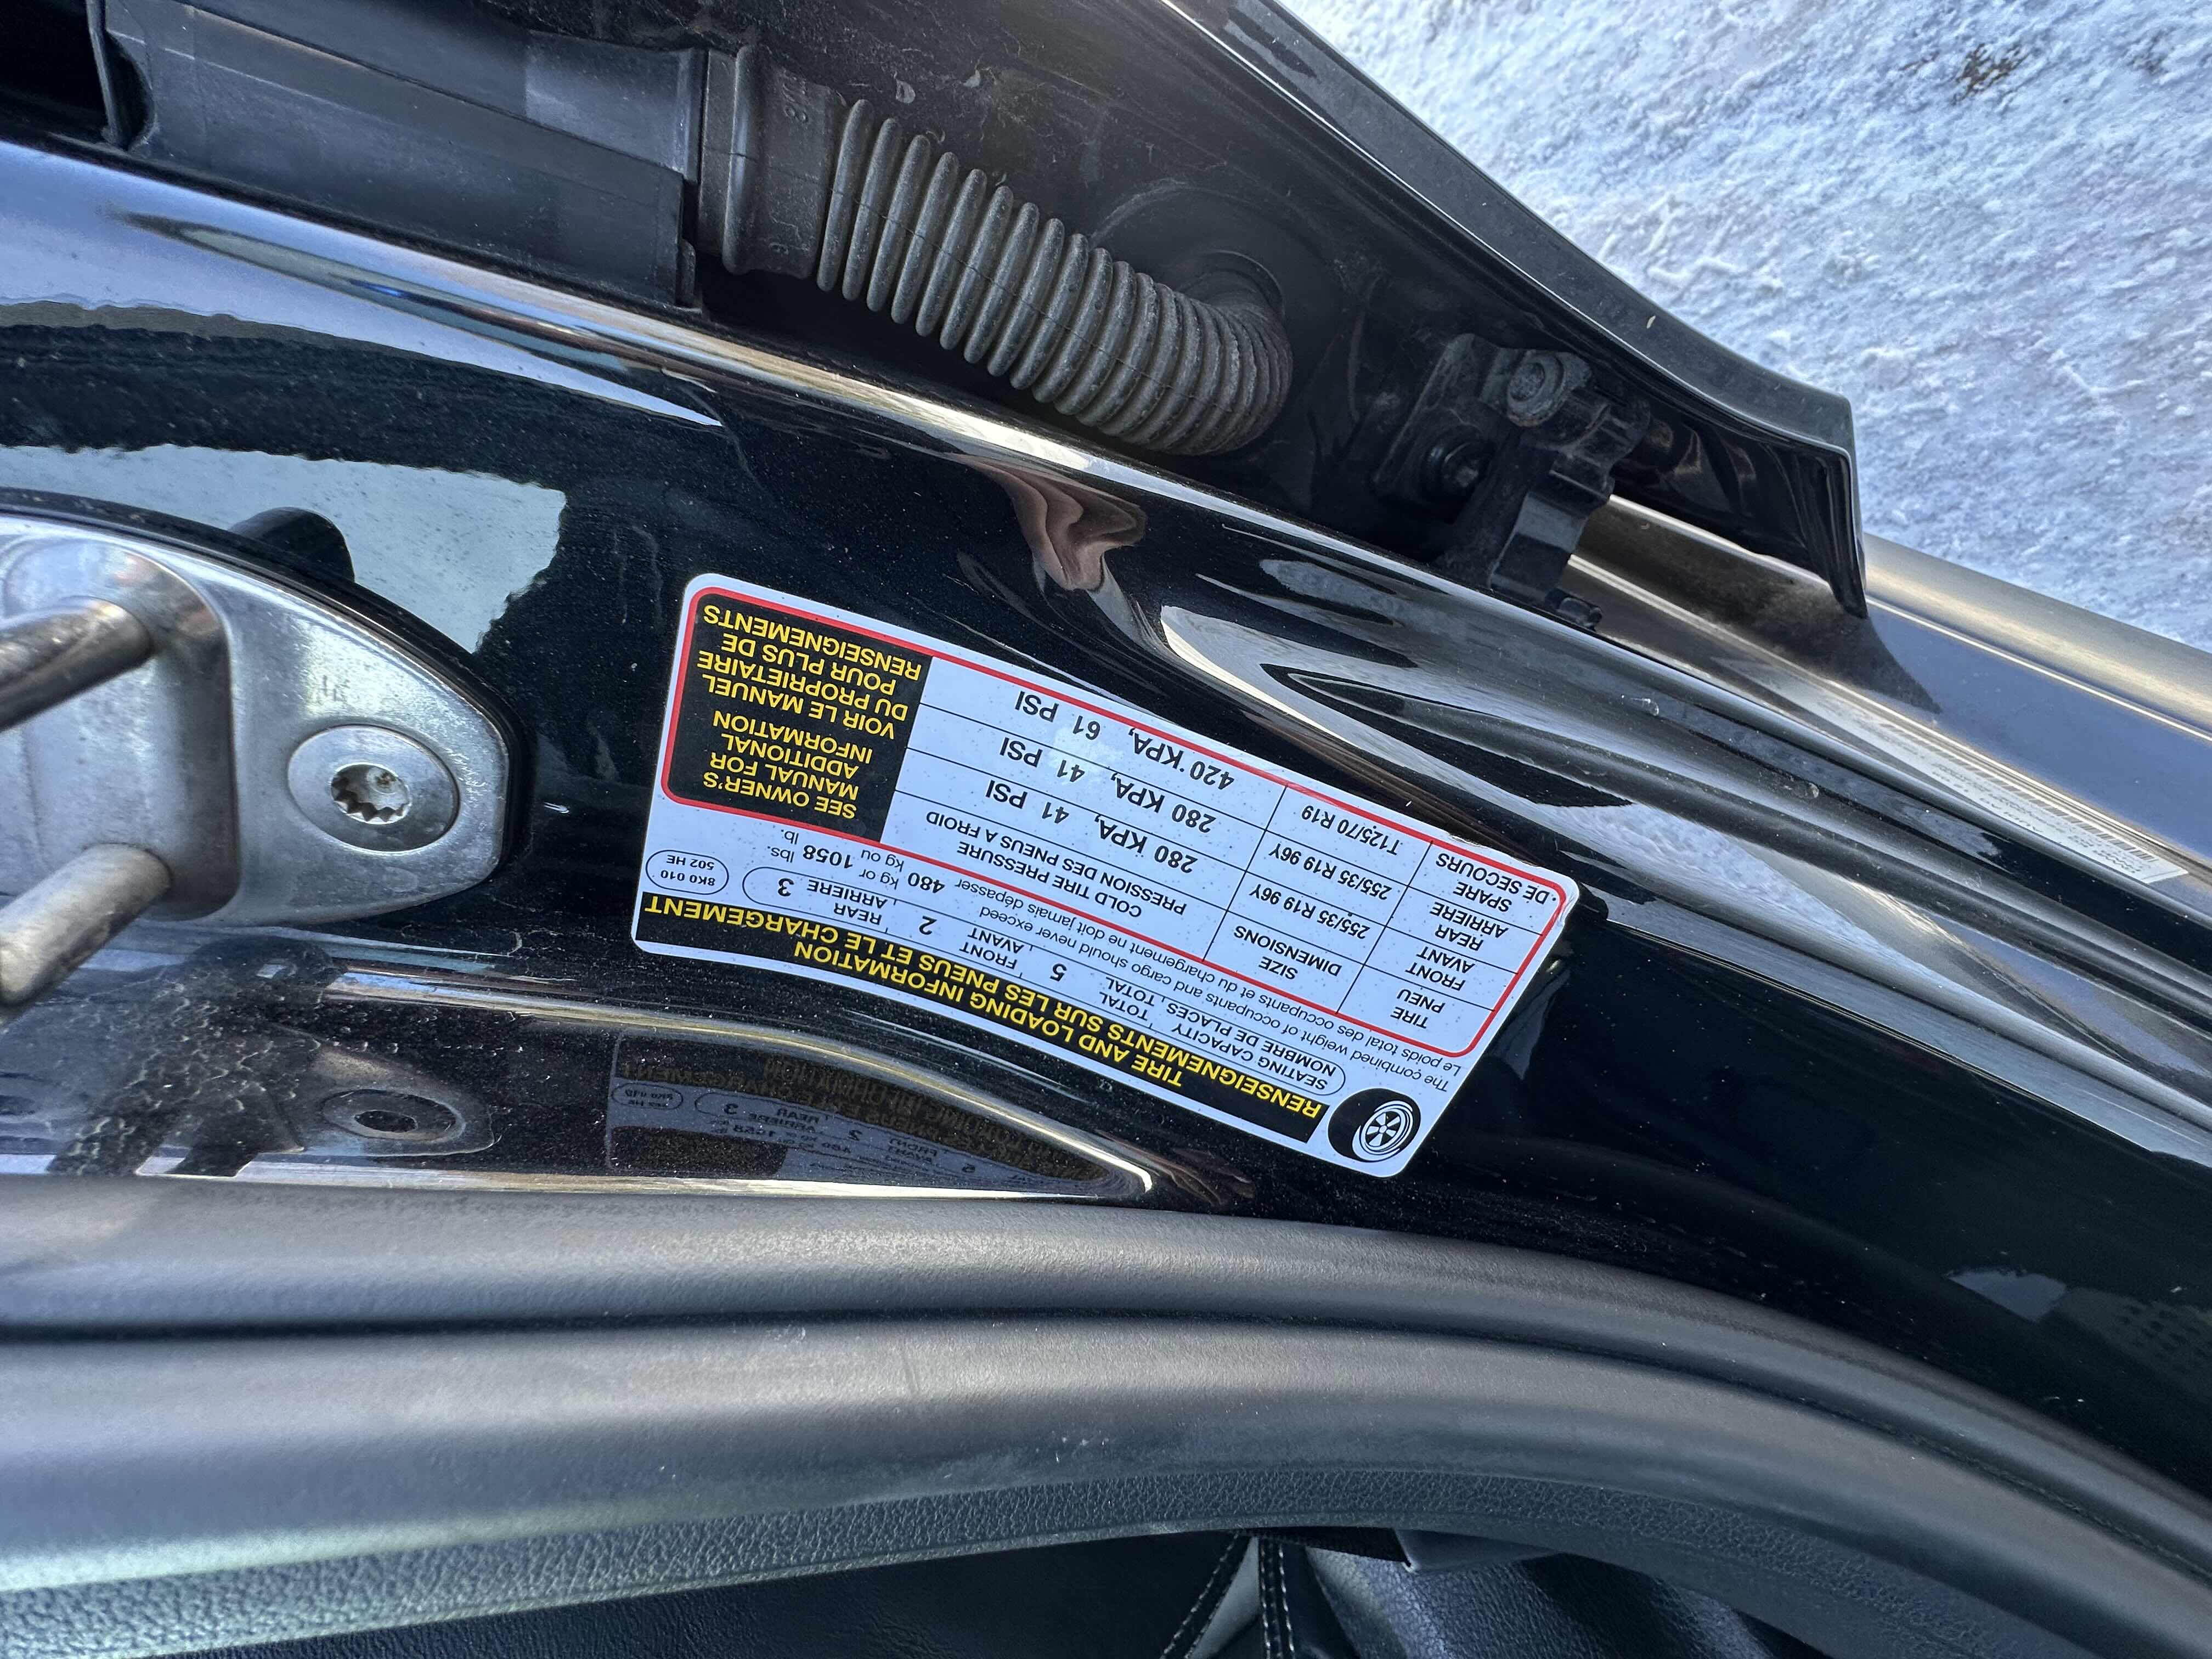 TIRE AND LOADING INFORMATION
RENSEIGNEMENTS SUR LES PNEUS ET LE CHARGEMENT
SEATING CAPACITY TOTAL 5 FRONT 2 REAR 3
NOMBRE DE PLACES, TOTAL AVANT ARRIERE
8K0 010
502 HE
The combined weight of occupants and cargo should never exceed 480 kg or 1058 lbs.
Le poids total des occupants et du chargement ne doit jamais dépasser kg ou lb.
TIRE SIZE COLD TIRE PRESSURE
PNEU DIMENSIONS PRESSION DES PNEUS A FROID
FRONT
AVANT 255/35 R19 96Y 280 KPA, 41 PSI
REAR
ARRIERE 255/35 R19 96Y 280 KPA, 41 PSI
SPARE
DE SECOURS T125/70 R19 420 KPA, 61 PSI
SEE OWNER'S
MANUAL FOR
ADDITIONAL
INFORMATION
VOIR LE MANUEL
DU PROPRIETAIRE
POUR PLUS DE
RENSEIGNEMENTS